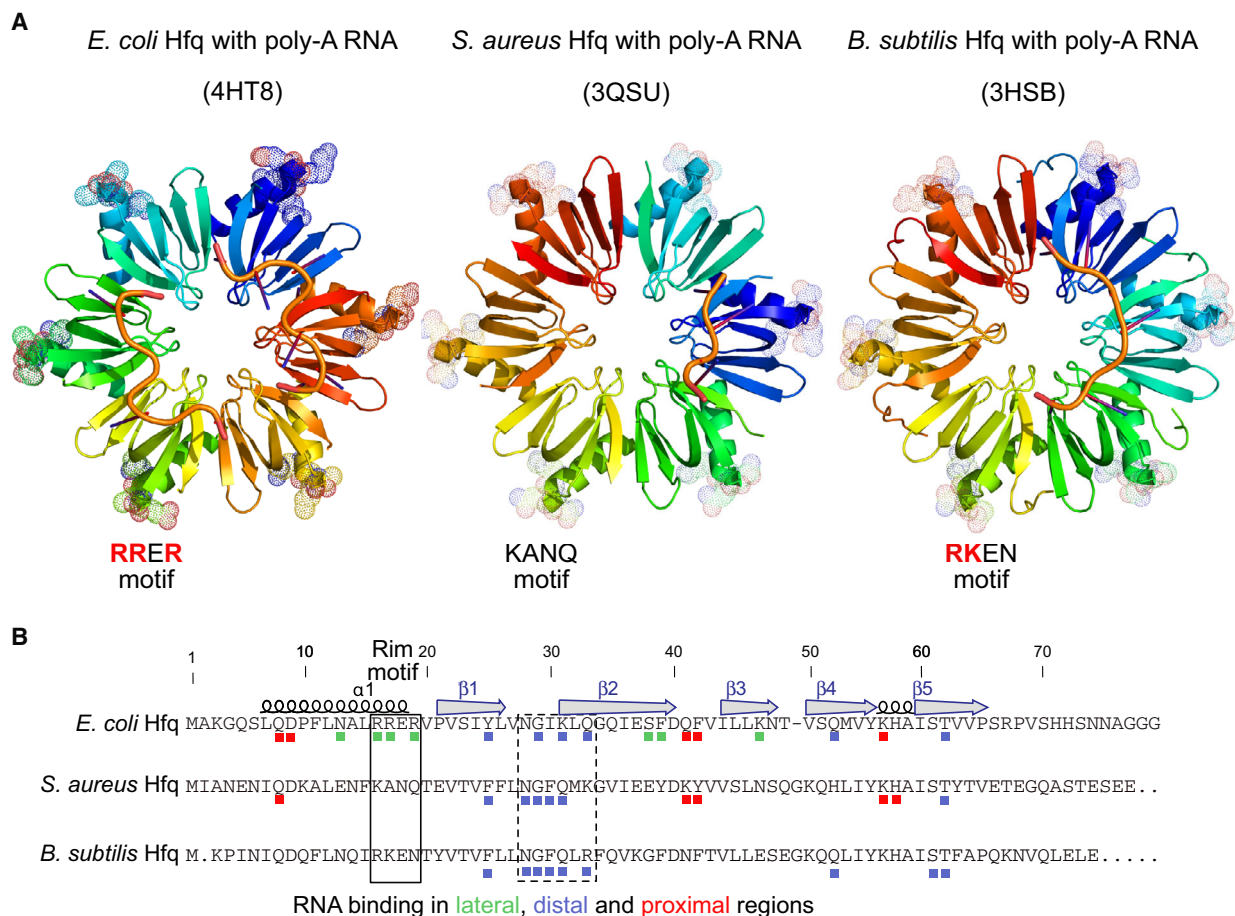 A
E. coli Hfq with poly-A RNA
S. aureus Hfq with poly-A RNA
B. subtilis Hfq with poly-A RNA
(4HT8)
(3QSU)
(3HSB)
RRER
motif
KANQ
motif
RKEN
motif
B
Rim
motif
1 10 20 30 40 50 60 70
α1 β1 β2 β3 β4 β5
E. coli Hfq MAKGQSLQDPFLNALRRERVPVSIYLVNGIKLQGQIESFDQFVILLKNT-VSQMVYKHAISTVVPSRPVSHHSNNAGGG
S. aureus Hfq MIANENIQDKALENFKANQTEVTVFFLNGFQMKGVIEEYDKYVVSLNSQGKQHLIYKHAISTYTVETEGQASTESEE..
B. subtilis Hfq M.KPINIQDQFLNQIRKENTYVTVFLLNGFQLRFQVKGFDNFTVLLESEGKQQLIYKHAISTFAPQKNVQLELE.....
RNA binding in lateral, distal and proximal regions